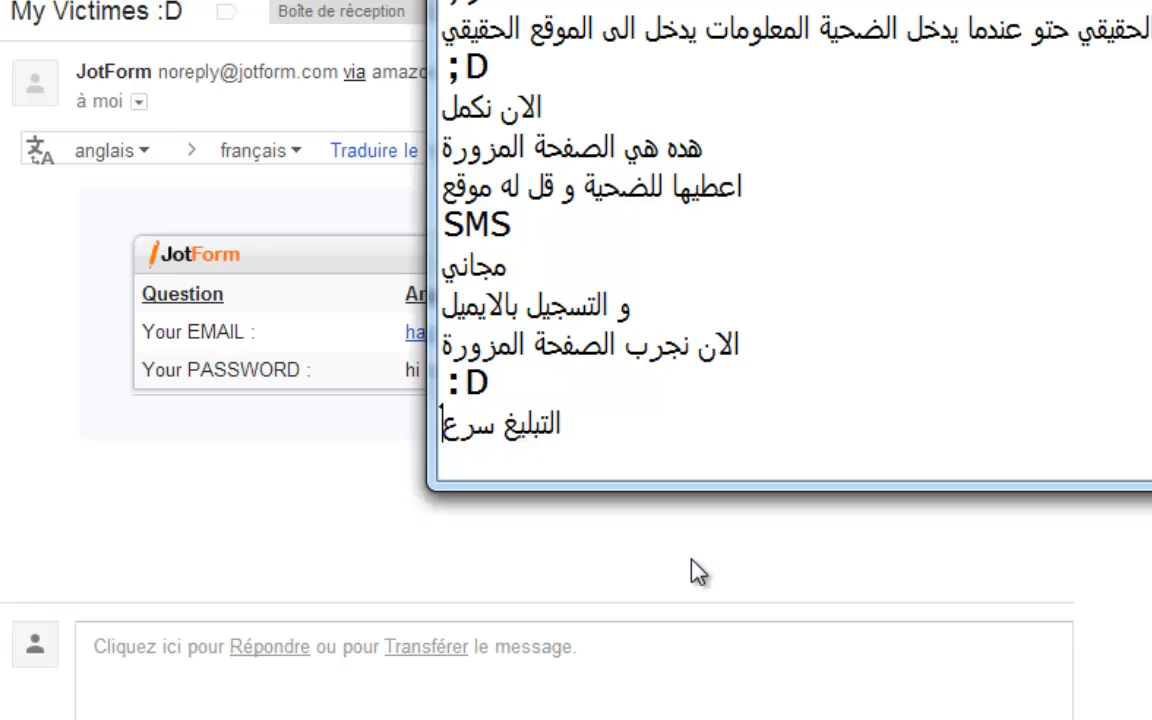 My Victimes :D
Boîte de réception
JotForm noreply@jotform.com via
à moi
anglais > français Traduire le
JotForm
Question
Your EMAIL :
Your PASSWORD : hi
الحقيقي حتو عندما يدخل الضحية المعلومات يدخل الى الموقع الحقيقي
;D
الان نكمل
هده هي الصفحة المزورة
اعطيها للضحية و قل له موقع
SMS
مجاني
و التسجيل بالايميل
الان نجرب الصفحة المزورة
:D
التبليغ سرع
Cliquez ici pour Répondre ou pour Transférer le message.